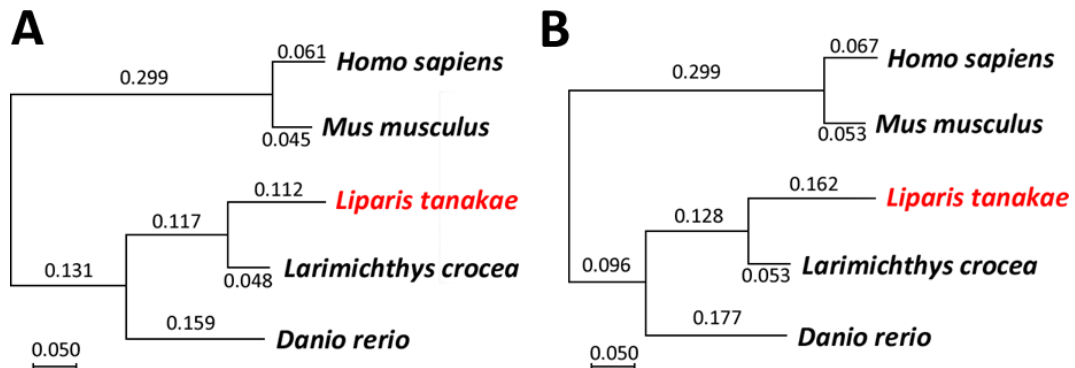 A
0.061
Homo sapiens
0.299
Mus musculus
0.045
0.112
Liparis tanakae
0.117
Larimichthys crocea
0.131
0.048
0.159
Danio rerio
0.050
B
0.067
Homo sapiens
0.299
Mus musculus
0.053
0.162
Liparis tanakae
0.128
Larimichthys crocea
0.096
0.053
0.177
Danio rerio
0.050